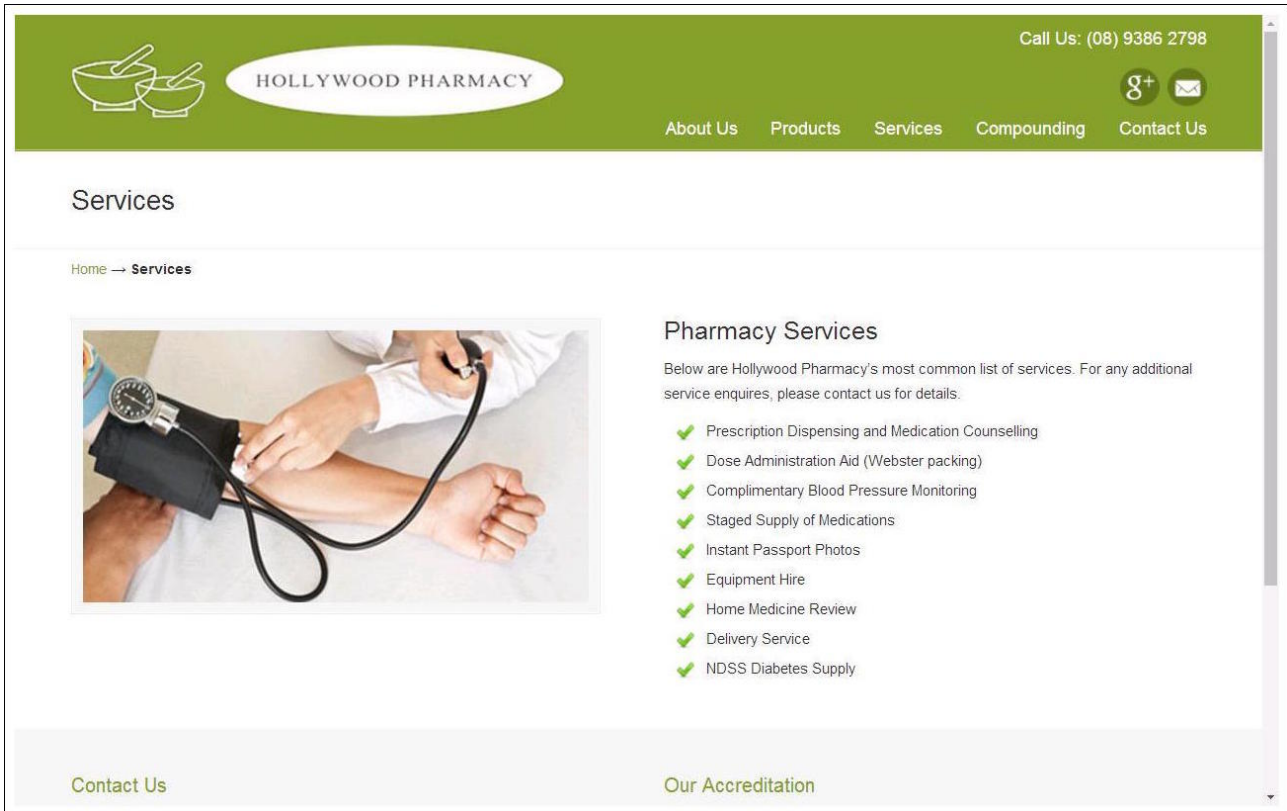 Call Us: (08) 9386 2798
HOLLYWOOD PHARMACY
g+
About Us Products Services Compounding Contact Us
Services
Home → Services
Pharmacy Services
Below are Hollywood Pharmacy's most common list of services. For any additional
service enquires, please contact us for details.
Prescription Dispensing and Medication Counselling
Dose Administration Aid (Webster packing)
Complimentary Blood Pressure Monitoring
Staged Supply of Medications
Instant Passport Photos
Equipment Hire
Home Medicine Review
Delivery Service
NDSS Diabetes Supply
Contact Us
Our Accreditation